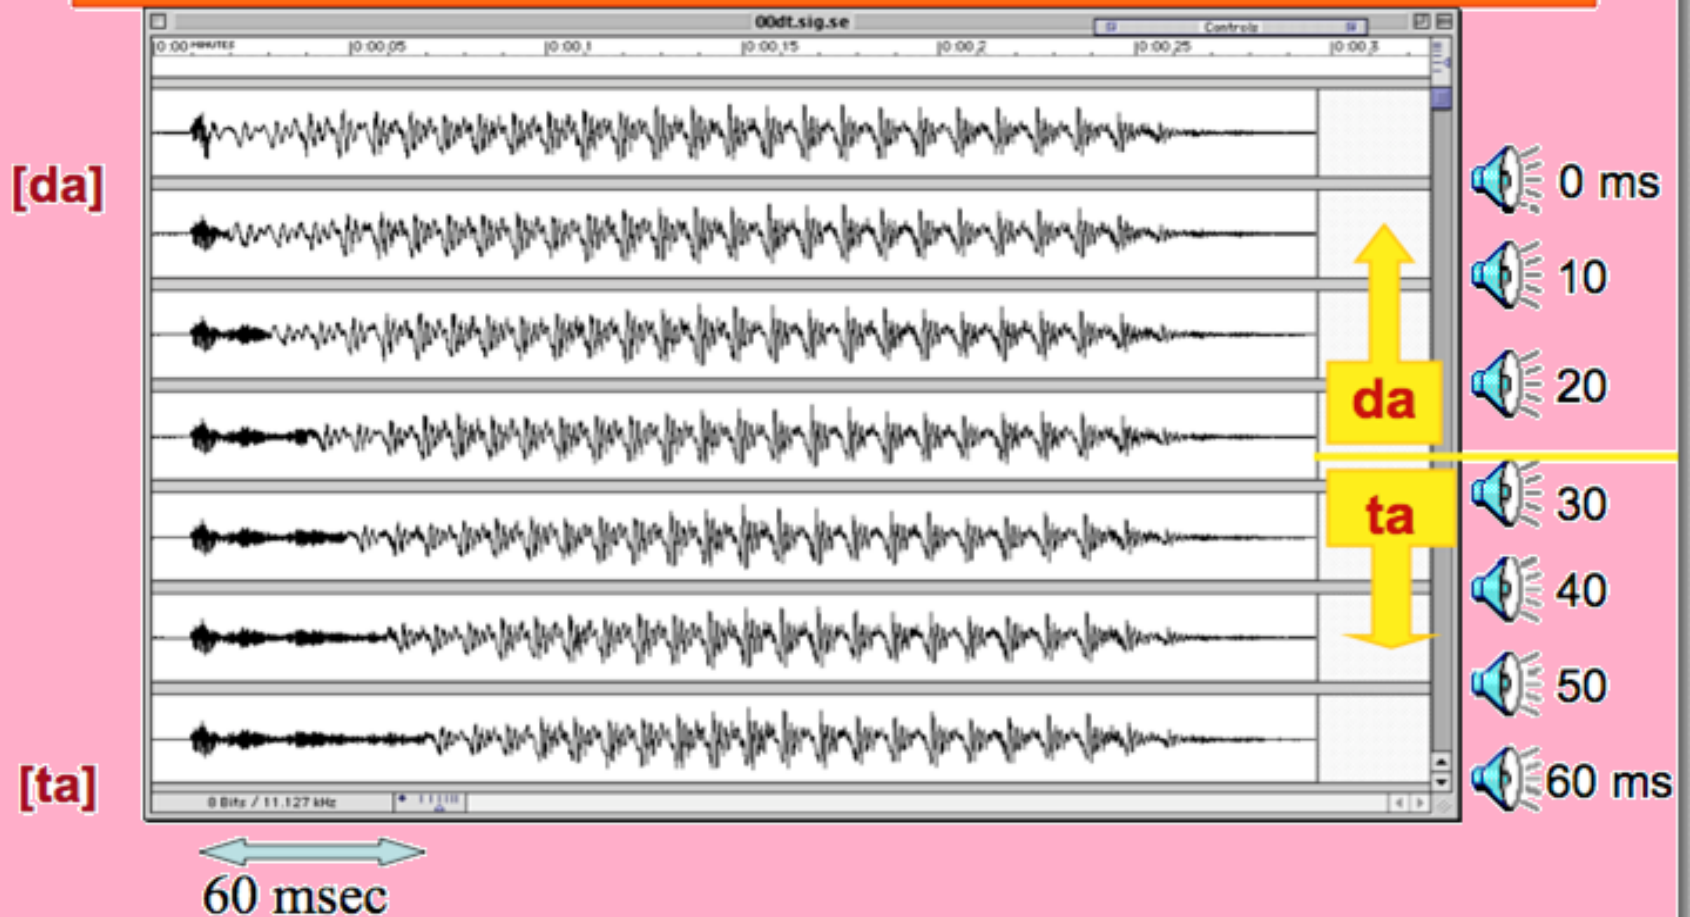 00dt.sig.se
Controls
0:00 MINUTES 0:00.05 0:00.1 0:00.15 0:00.2 0:00.25 0:00.3
[da]
0 ms
10
20
da
ta
30
40
50
[ta]
60 ms
8 Bits / 11.127 kHz
60 msec